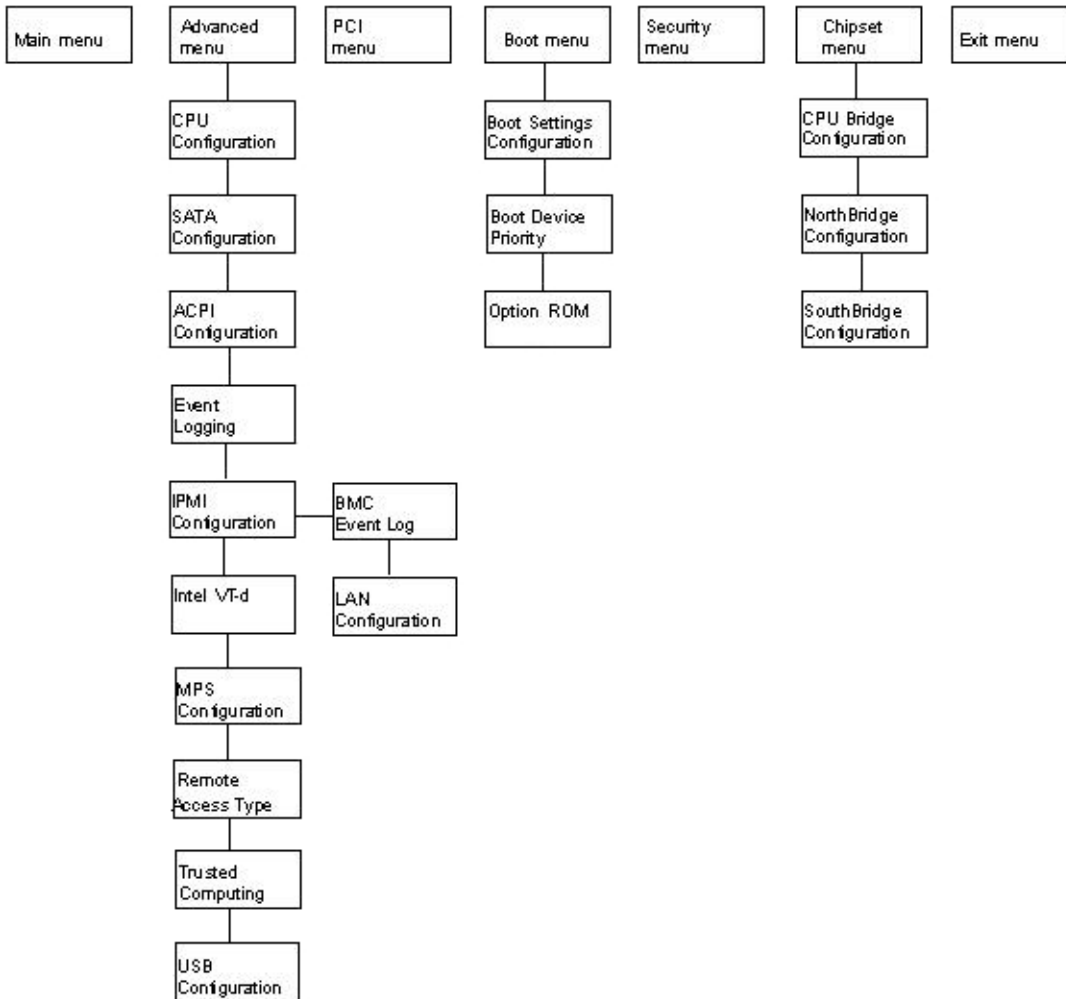 Main menu
Advanced
menu
PCI
menu
Boot menu
Security
menu
Chipset
menu
Exit menu
CPU
Configuration
SATA
Configuration
ACPI
Configuration
Event
Logging
IPMI
Configuration
BMC
Event Log
LAN
Configuration
Intel VT-d
MPS
Configuration
Remote
Access Type
Trusted
Computing
USB
Configuration
Boot Settings
Configuration
Boot Device
Priority
Option ROM
CPU Bridge
Configuration
NorthBridge
Configuration
SouthBridge
Configuration